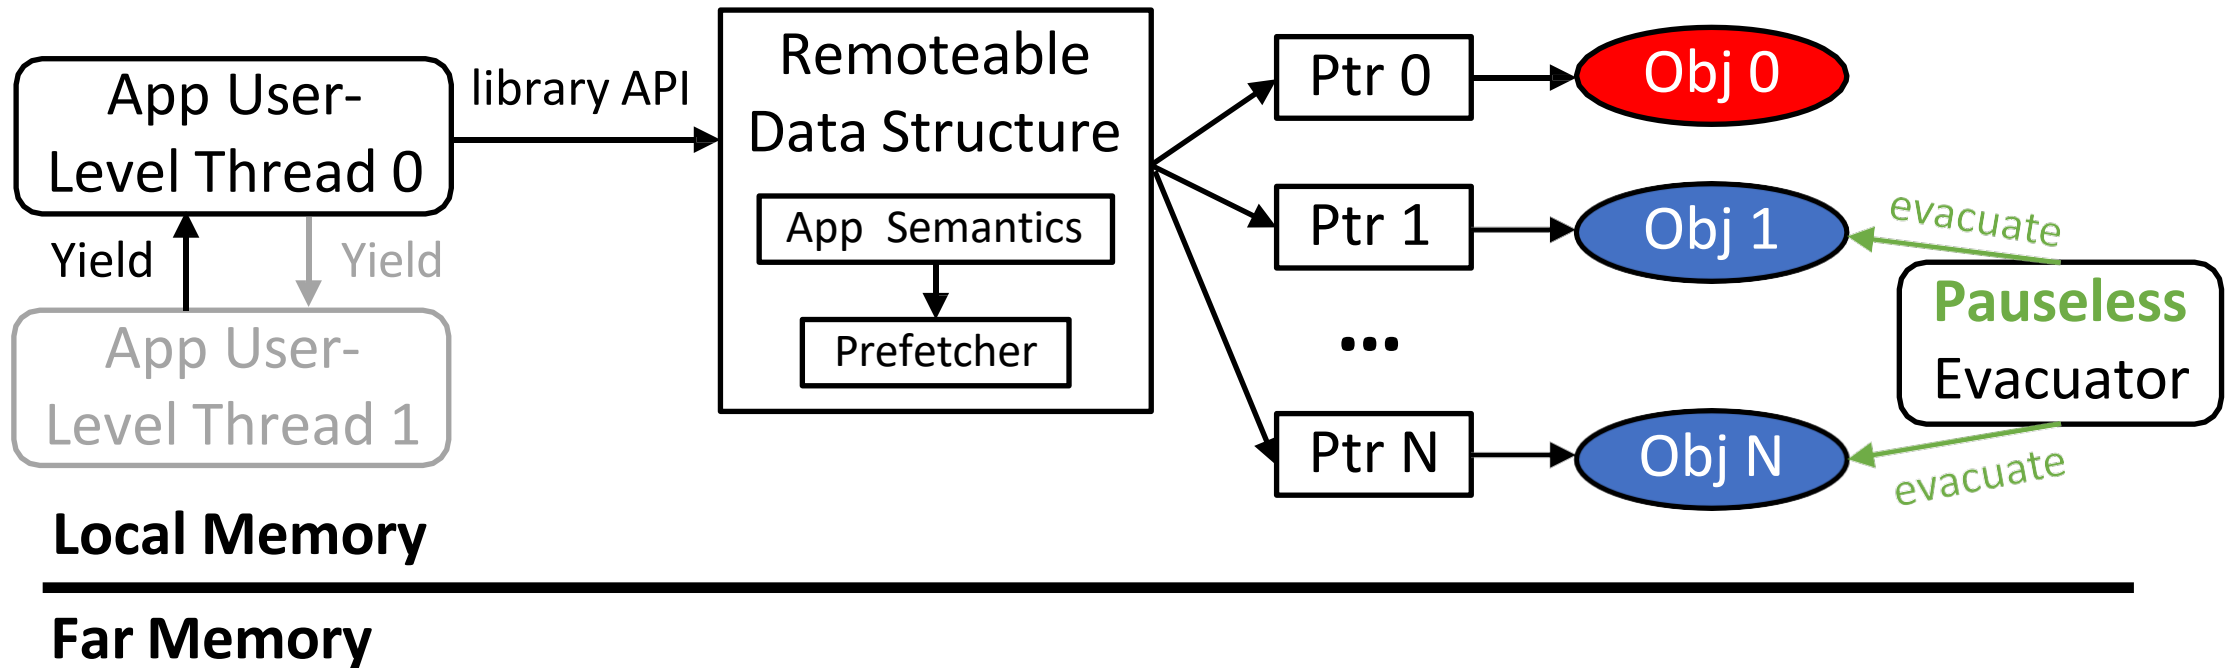 App User-
Level Thread 0
library API
Yield
Yield
App User-
Level Thread 1
Remoteable
Data Structure
App Semantics
Prefetcher
Ptr 0
Obj 0
Ptr 1
Obj 1
...
Ptr N
Obj N
evacuate
Pauseless
Evacuator
evacuate
Local Memory
Far Memory